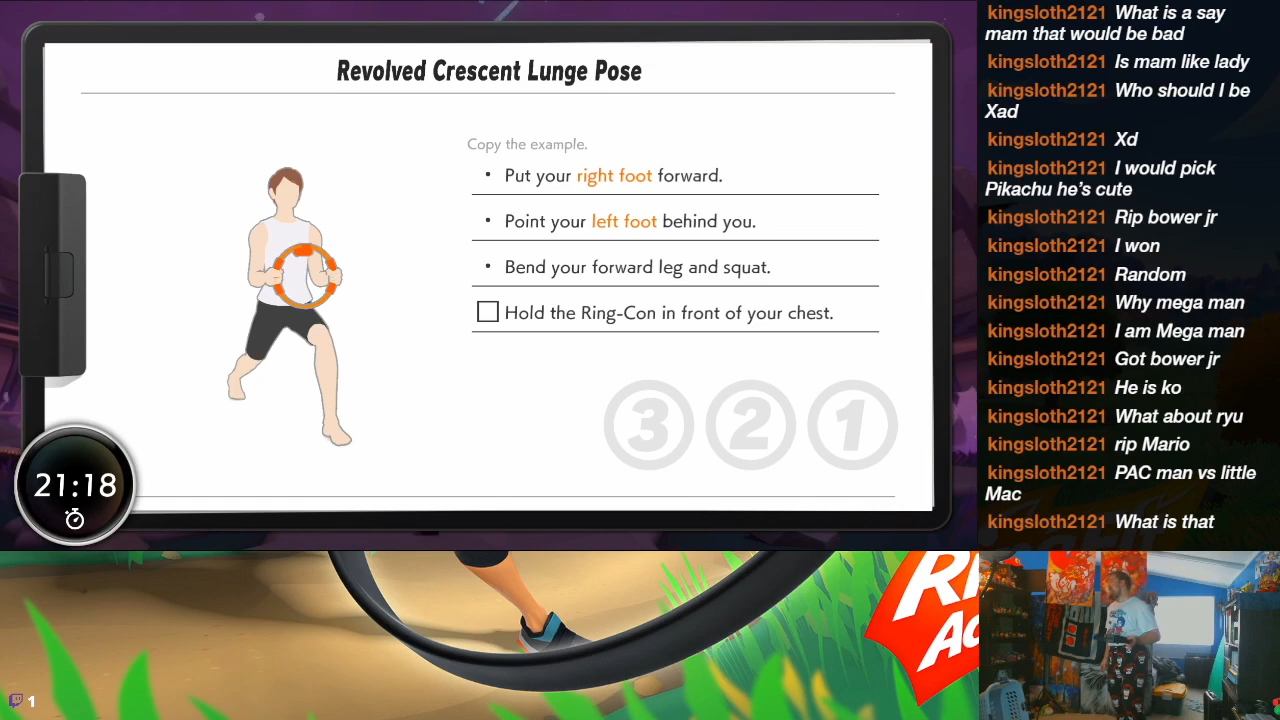 Revolved Crescent Lunge Pose
Copy the example.
• Put your right foot forward.
• Point your left foot behind you.
• Bend your forward leg and squat.
Hold the Ring-Con in front of your chest.
3 2 1
21:18
1
kingsloth2121 What is a say
mam that would be bad
kingsloth2121 Is mam like lady
kingsloth2121 Who should I be
Xad
kingsloth2121 Xd
kingsloth2121 I would pick
Pikachu he's cute
kingsloth2121 Rip bower jr
kingsloth2121 I won
kingsloth2121 Random
kingsloth2121 Why mega man
kingsloth2121 I am Mega man
kingsloth2121 Got bower jr
kingsloth2121 He is ko
kingsloth2121 What about ryu
kingsloth2121 rip Mario
kingsloth2121 PAC man vs little
Mac
kingsloth2121 What is that